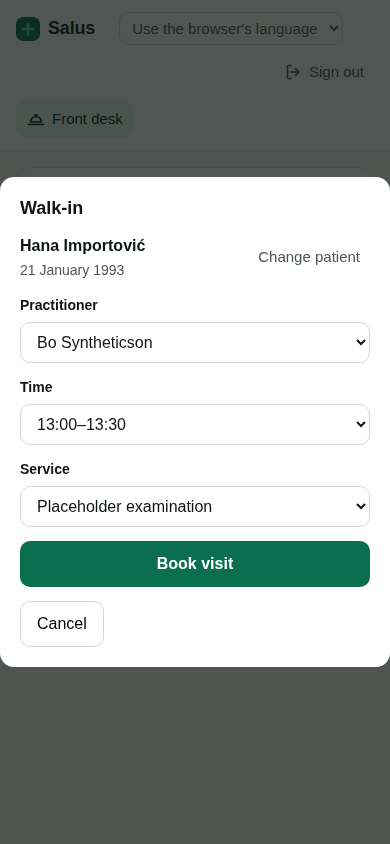 Salus
Use the browser's language
Sign out
Front desk
Walk-in
Hana Importović
21 January 1993
Change patient
Practitioner
Bo Syntheticson
Time
13:00–13:30
Service
Placeholder examination
Book visit
Cancel